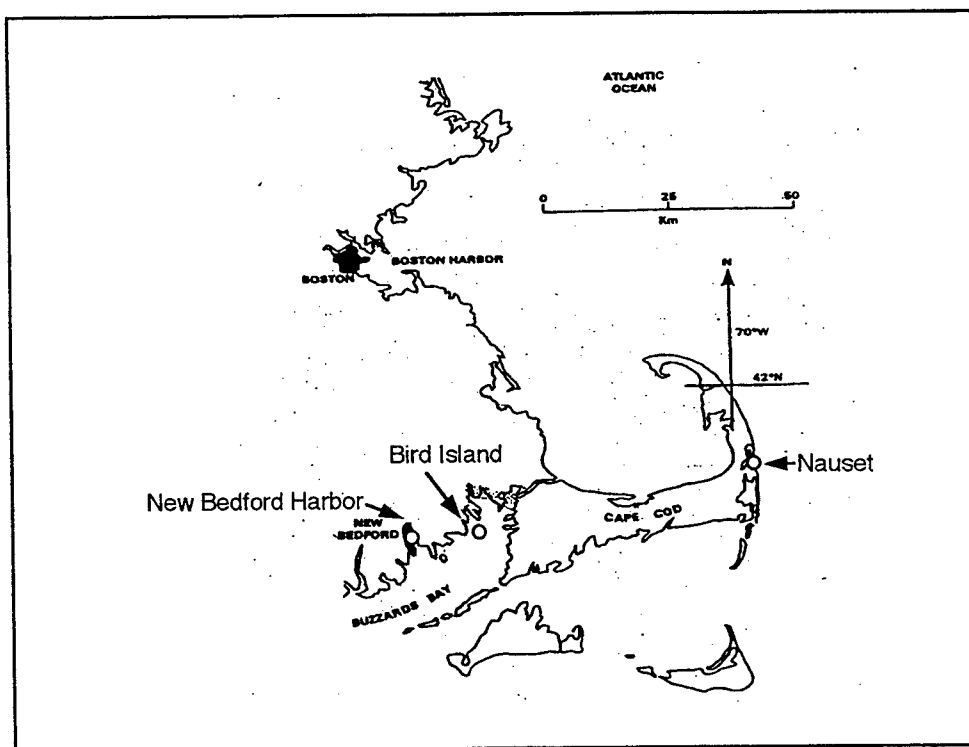 ATLANTIC
OCEAN
0 25 50
Km
BOSTON HARBOR
BOSTON
N
70°W
42°N
Bird Island
Nauset
New Bedford Harbor
NEW
BEDFORD
CAPE COD
BUZZARDS BAY